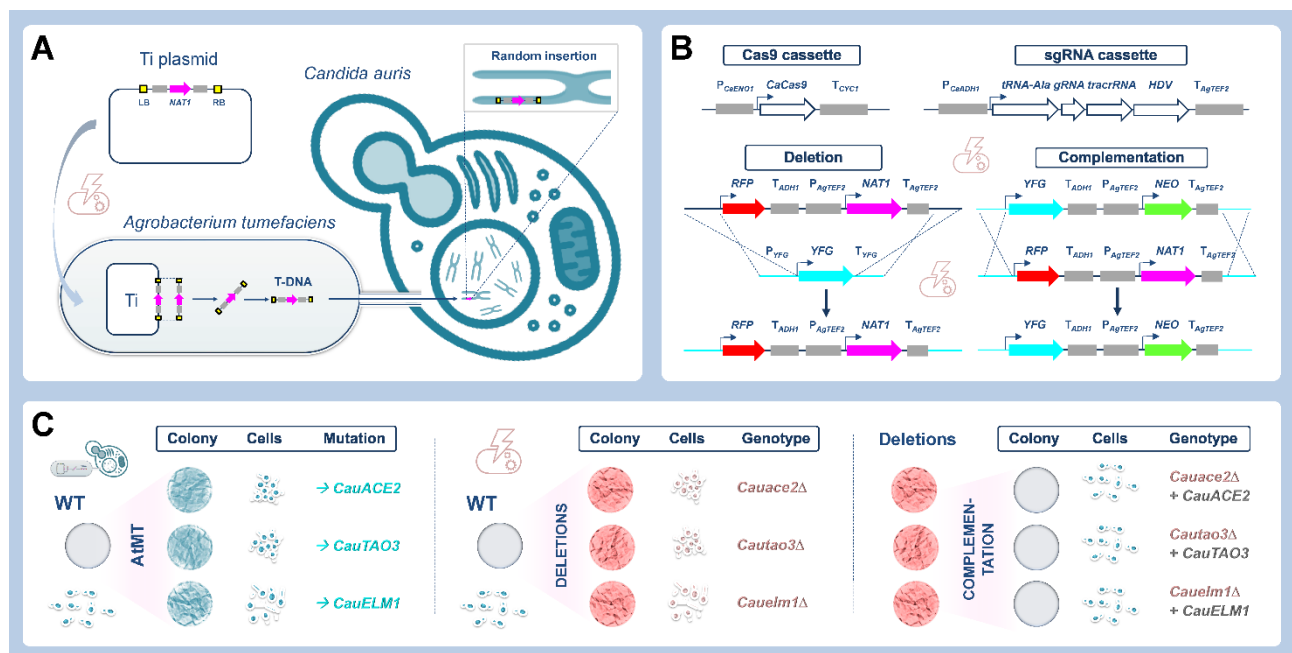 A
Ti plasmid
LB NAT1 RB
Candida auris
Random insertion
Agrobacterium tumefaciens
Ti
T-DNA
B
Cas9 cassette
sgRNA cassette
PCaENO1 CaCas9 TCYC1
PCaADH1 tRNA-Ala gRNA tracrRNA HDV TAgTEF2
Deletion
Complementation
RFP TADH1 PAgTEF2 NAT1 TAgTEF2
YFG TADH1 PAgTEF2 NEO TAgTEF2
PYFG YFG TYFG
RFP TADH1 PAgTEF2 NAT1 TAgTEF2
RFP TADH1 PAgTEF2 NAT1 TAgTEF2
YFG TADH1 PAgTEF2 NEO TAgTEF2
C
Colony Cells Mutation
WT
AtMT
→ CauACE2
→ CauTAO3
→ CauELM1
Colony Cells Genotype
WT
DELETIONS
Cauace2Δ
Cautao3Δ
Cauelm1Δ
Deletions
Colony Cells Genotype
COMPLEMEN-
TATION
Cauace2Δ
+ CauACE2
Cautao3Δ
+ CauTAO3
Cauelm1Δ
+ CauELM1